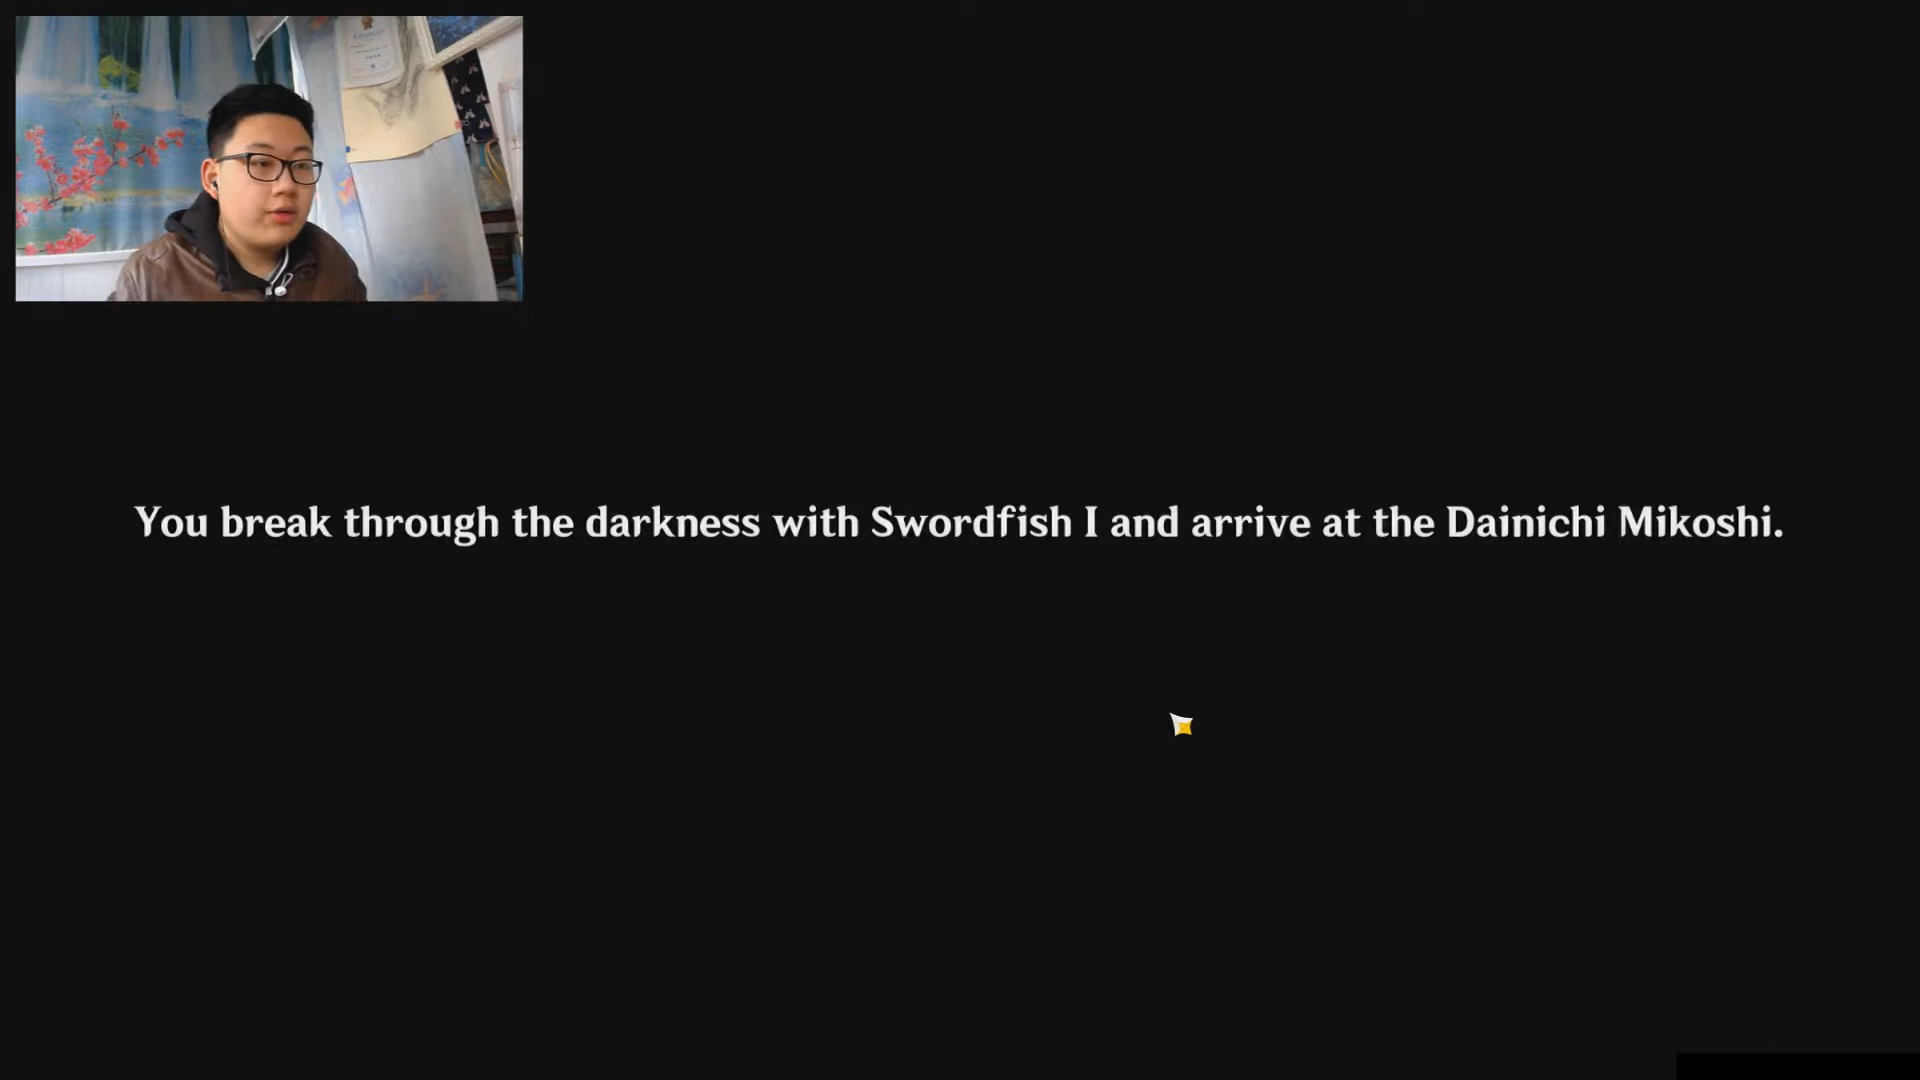 You break through the darkness with Swordfish I and arrive at the Dainichi Mikoshi.